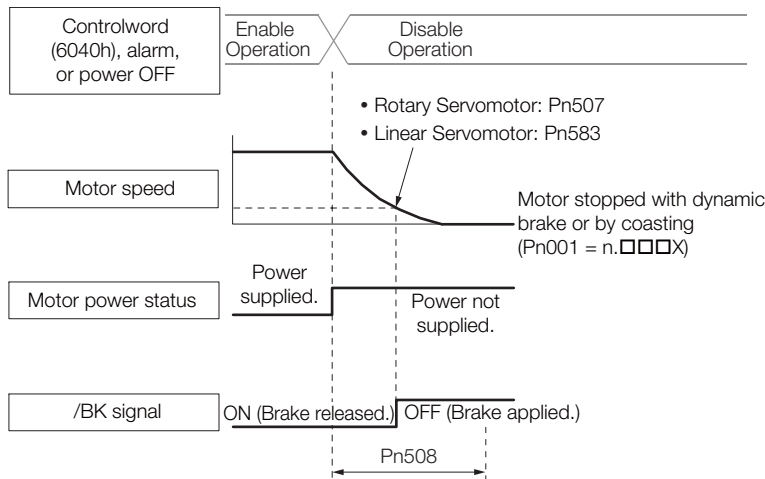 Controlword
(6040h), alarm,
or power OFF
Enable
Operation
Disable
Operation
• Rotary Servomotor: Pn507
• Linear Servomotor: Pn583
Motor speed
Motor stopped with dynamic
brake or by coasting
(Pn001 = n.□□□X)
Motor power status
Power
supplied.
Power not
supplied.
/BK signal
ON (Brake released.)
OFF (Brake applied.)
Pn508